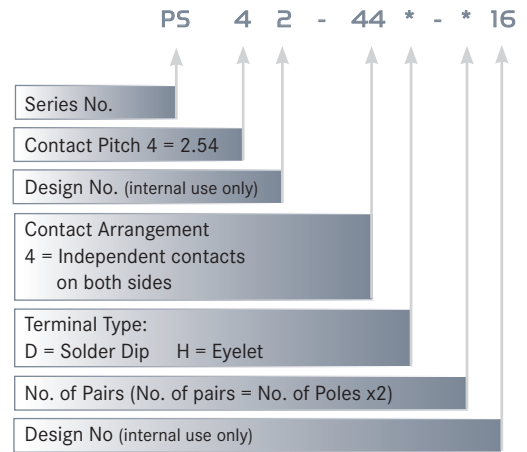 PS 4 2 - 44 * - * 16
Series No.
Contact Pitch 4 = 2.54
Design No. (internal use only)
Contact Arrangement
4 = Independent contacts
on both sides
Terminal Type:
D = Solder Dip H = Eyelet
No. of Pairs (No. of pairs = No. of Poles x2)
Design No (internal use only)